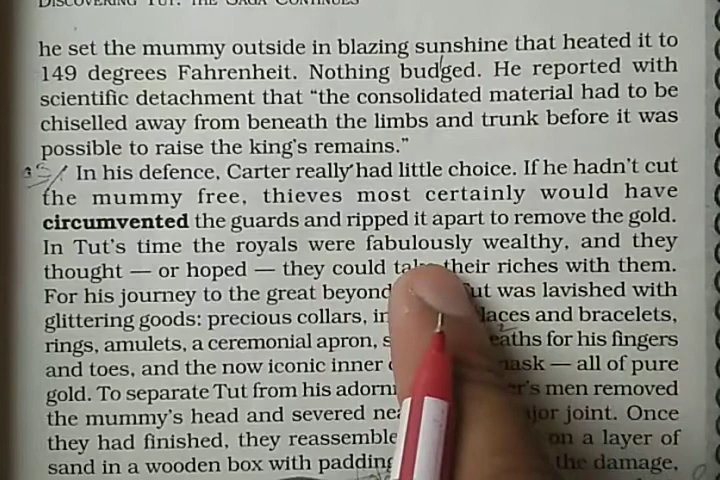 DISCOVERING TUT: THE SAGA CONTINUES
he set the mummy outside in blazing sunshine that heated it to
149 degrees Fahrenheit. Nothing budged. He reported with
scientific detachment that “the consolidated material had to be
chiselled away from beneath the limbs and trunk before it was
possible to raise the king's remains.”
In his defence, Carter really had little choice. If he hadn't cut
the mummy free, thieves most certainly would have
circumvented the guards and ripped it apart to remove the gold.
In Tut's time the royals were fabulously wealthy, and they
thought — or hoped — they could take their riches with them.
For his journey to the great beyond Tut was lavished with
glittering goods: precious collars, and bracelets,
rings, amulets, a ceremonial apron, for his fingers
and toes, and the now iconic inner — all of pure
gold. To separate Tut from his men removed
the mummy's head and severed joint. Once
they had finished, they on a layer of
sand in a wooden box with padding the damage,